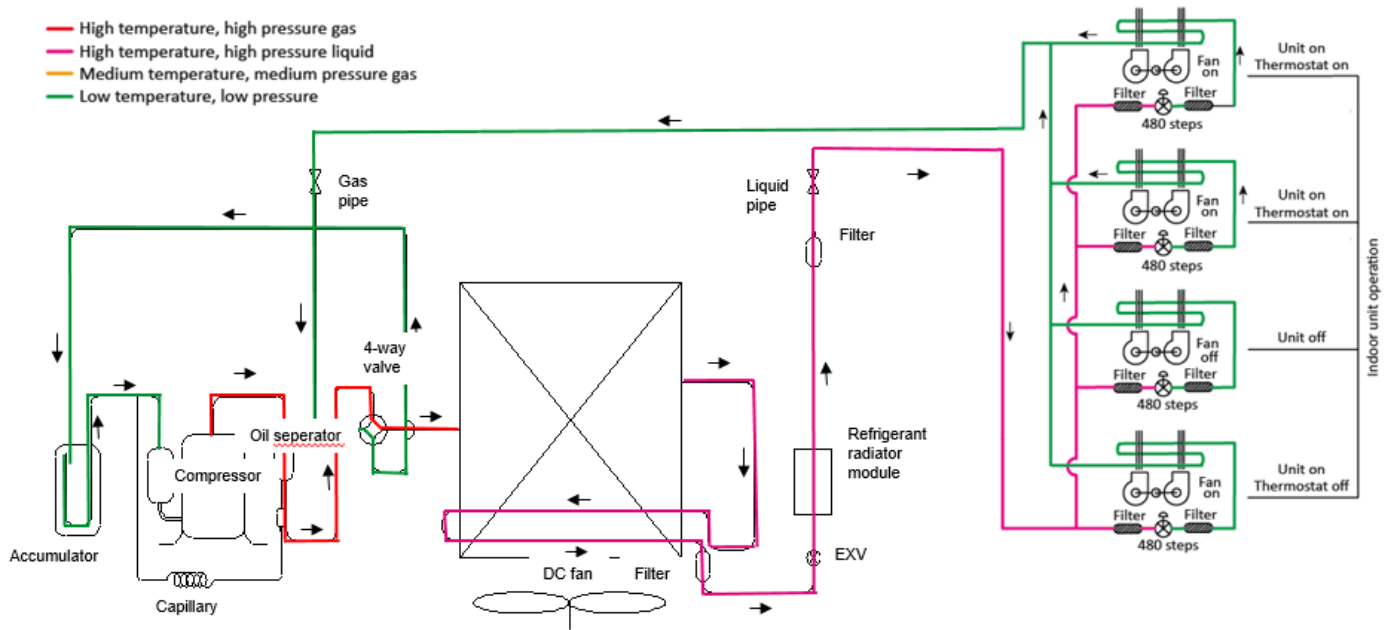 High temperature, high pressure gas
High temperature, high pressure liquid
Medium temperature, medium pressure gas
Low temperature, low pressure
Gas
pipe
4-way
valve
Oil seperator
Compressor
Accumulator
Capillary
DC fan
Filter
Liquid
pipe
Filter
Refrigerant
radiator
module
EXV
Fan
on
Filter
Filter
480 steps
Unit on
Thermostat on
Fan
on
Filter
Filter
480 steps
Unit on
Thermostat on
Fan
off
Filter
Filter
480 steps
Unit off
Fan
on
Filter
Filter
480 steps
Unit on
Thermostat off
Indoor unit operation